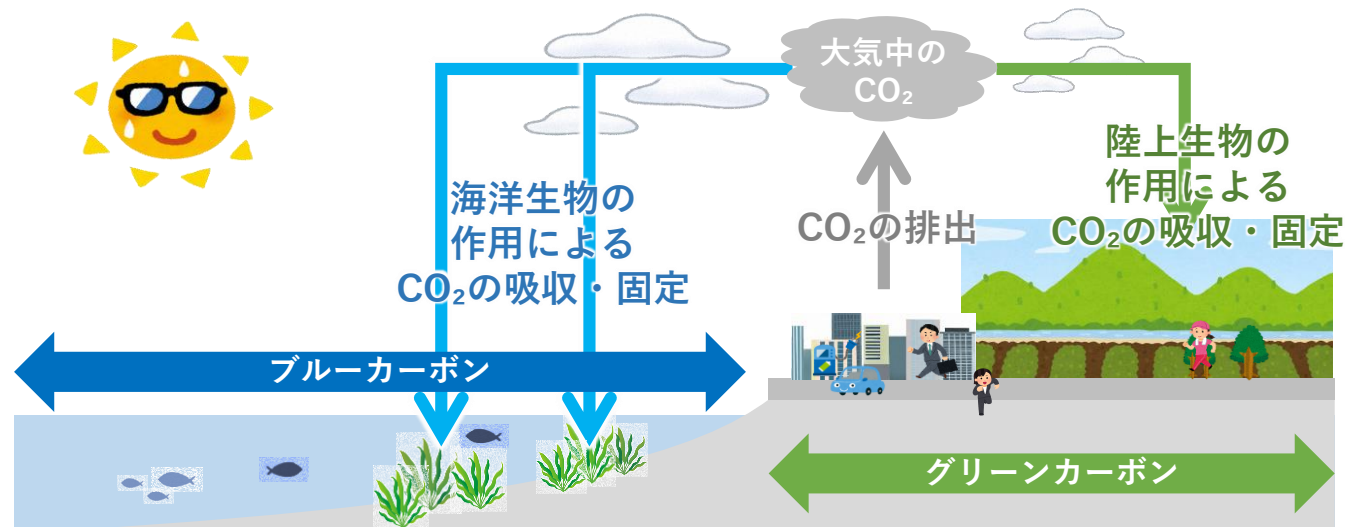 大気中の
CO₂
陸上生物の
作用による
CO₂の吸収・固定
海洋生物の
作用による
CO₂の吸収・固定
CO₂の排出
ブルーカーボン
グリーンカーボン